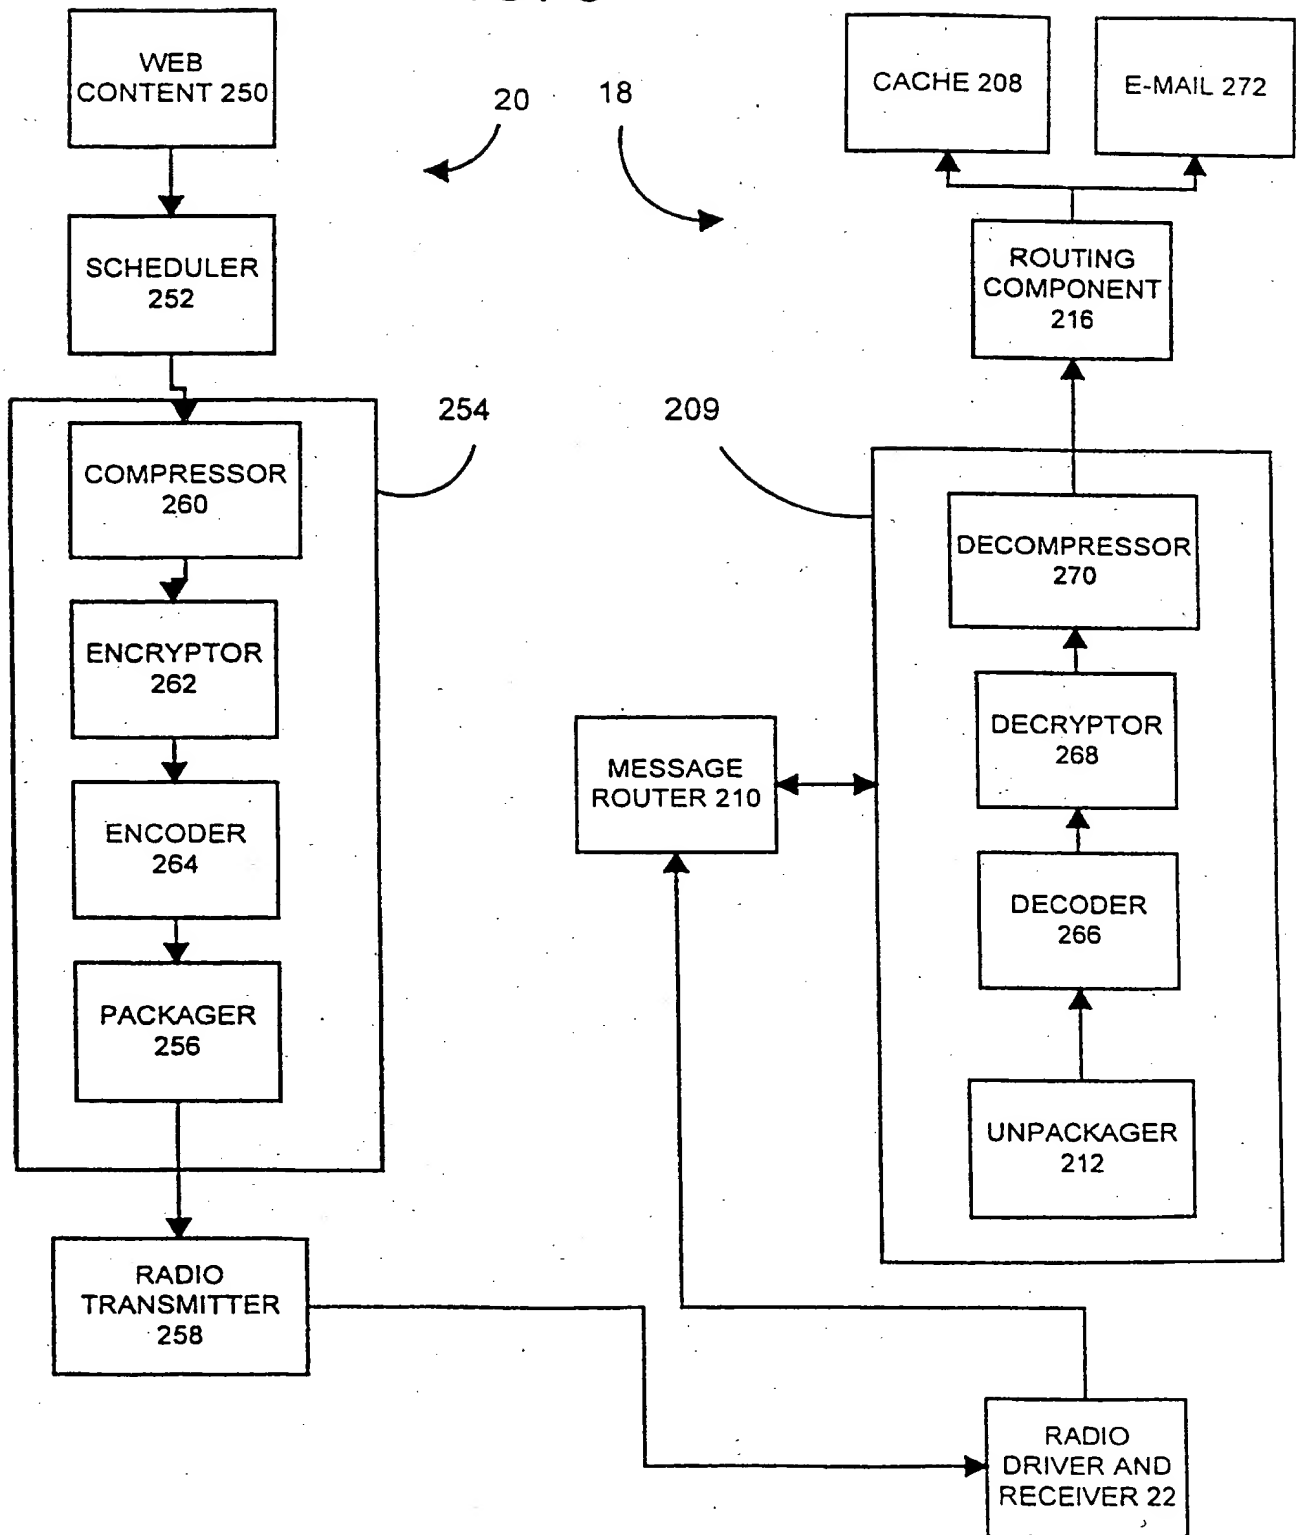 WEB
CONTENT 250
20
18
CACHE 208
E-MAIL 272
SCHEDULER
252
ROUTING
COMPONENT
216
254
209
COMPRESSOR
260
DECOMPRESSOR
270
ENCRYPTOR
262
DECRYPTOR
268
MESSAGE
ROUTER 210
ENCODER
264
DECODER
266
PACKAGER
256
UNPACKAGER
212
RADIO
TRANSMITTER
258
RADIO
DRIVER AND
RECEIVER 22